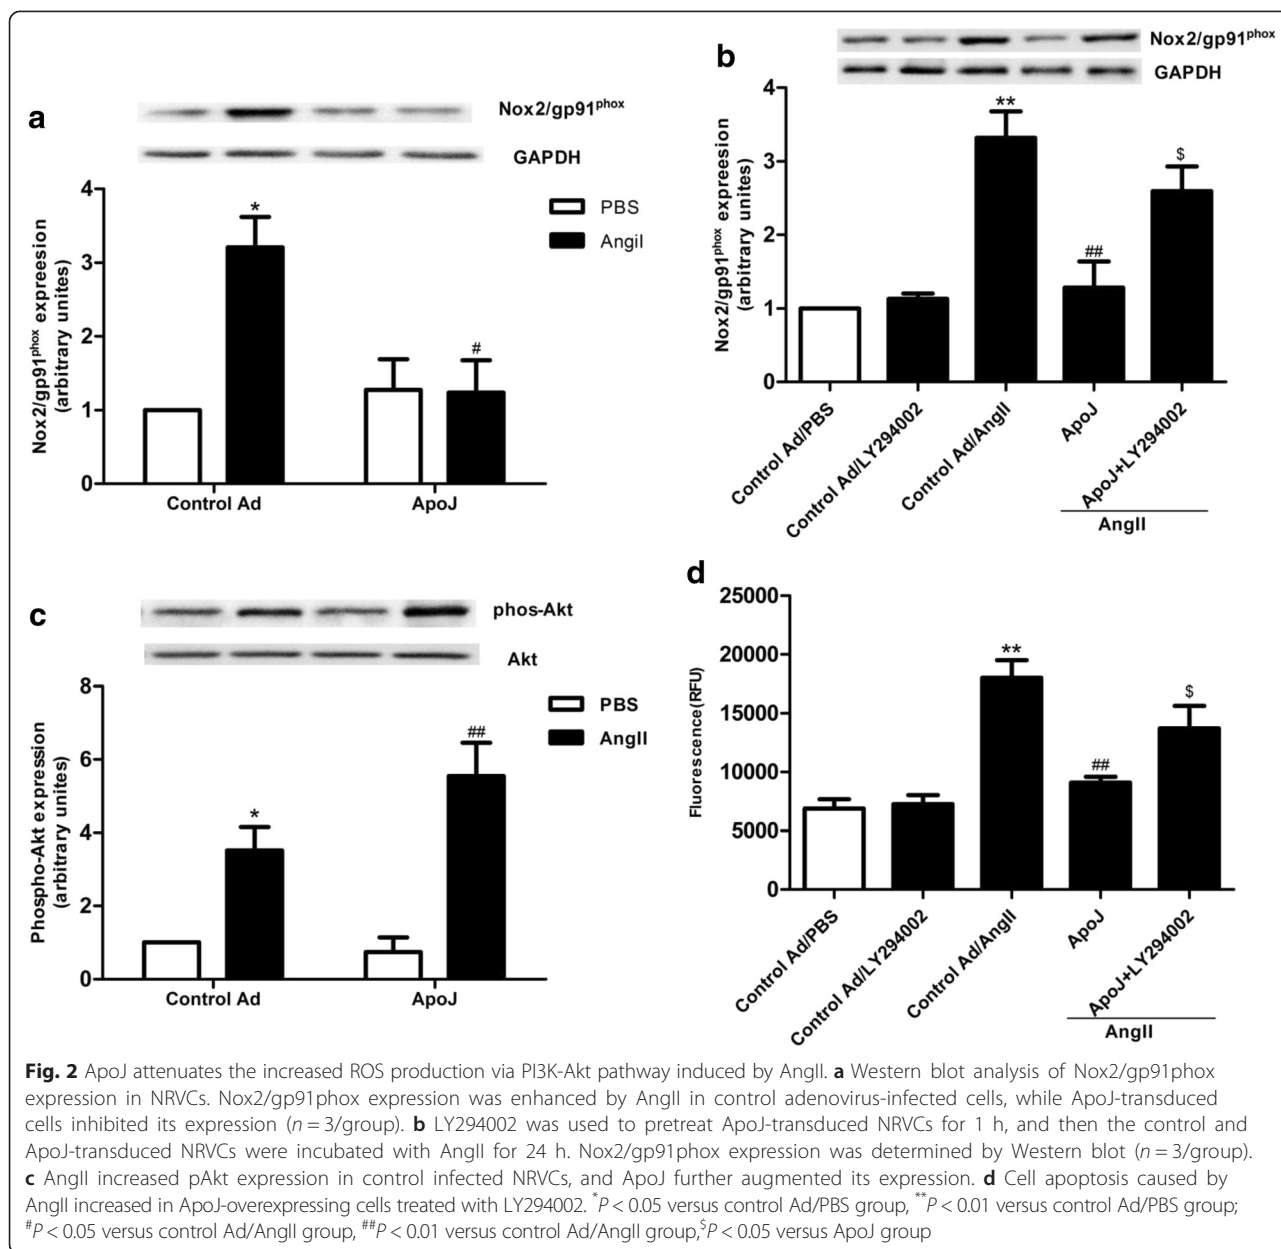 a
Nox2/gp91phox
GAPDH
Nox2/gp91phox expreesion
(arbitrary unites)
4
3
2
1
0
*
#
PBS
AngiI
Control Ad
ApoJ
b
Nox2/gp91phox
GAPDH
Nox2/gp91phox expreesion
(arbitrary unites)
4
3
2
1
0
**
##
$
Control Ad/PBS
Control Ad/LY294002
Control Ad/AngII
ApoJ
ApoJ+LY294002
AngII
c
phos-Akt
Akt
Phospho-Akt expression
(arbitrary unites)
8
6
4
2
0
*
##
PBS
AngII
Control Ad
ApoJ
d
Fluorescence(RFU)
25000
20000
15000
10000
5000
0
**
##
$
Control Ad/PBS
Control Ad/LY294002
Control Ad/AngII
ApoJ
ApoJ+LY294002
AngII
Fig. 2 ApoJ attenuates the increased ROS production via PI3K-Akt pathway induced by AngII. a Western blot analysis of Nox2/gp91phox
expression in NRVCs. Nox2/gp91phox expression was enhanced by AngII in control adenovirus-infected cells, while ApoJ-transduced
cells inhibited its expression (n = 3/group). b LY294002 was used to pretreat ApoJ-transduced NRVCs for 1 h, and then the control and
ApoJ-transduced NRVCs were incubated with AngII for 24 h. Nox2/gp91phox expression was determined by Western blot (n = 3/group).
c AngII increased pAkt expression in control infected NRVCs, and ApoJ further augmented its expression. d Cell apoptosis caused by
AngII increased in ApoJ-overexpressing cells treated with LY294002. *P < 0.05 versus control Ad/PBS group, **P < 0.01 versus control Ad/PBS group;
#P < 0.05 versus control Ad/AngII group, ##P < 0.01 versus control Ad/AngII group,$P < 0.05 versus ApoJ group